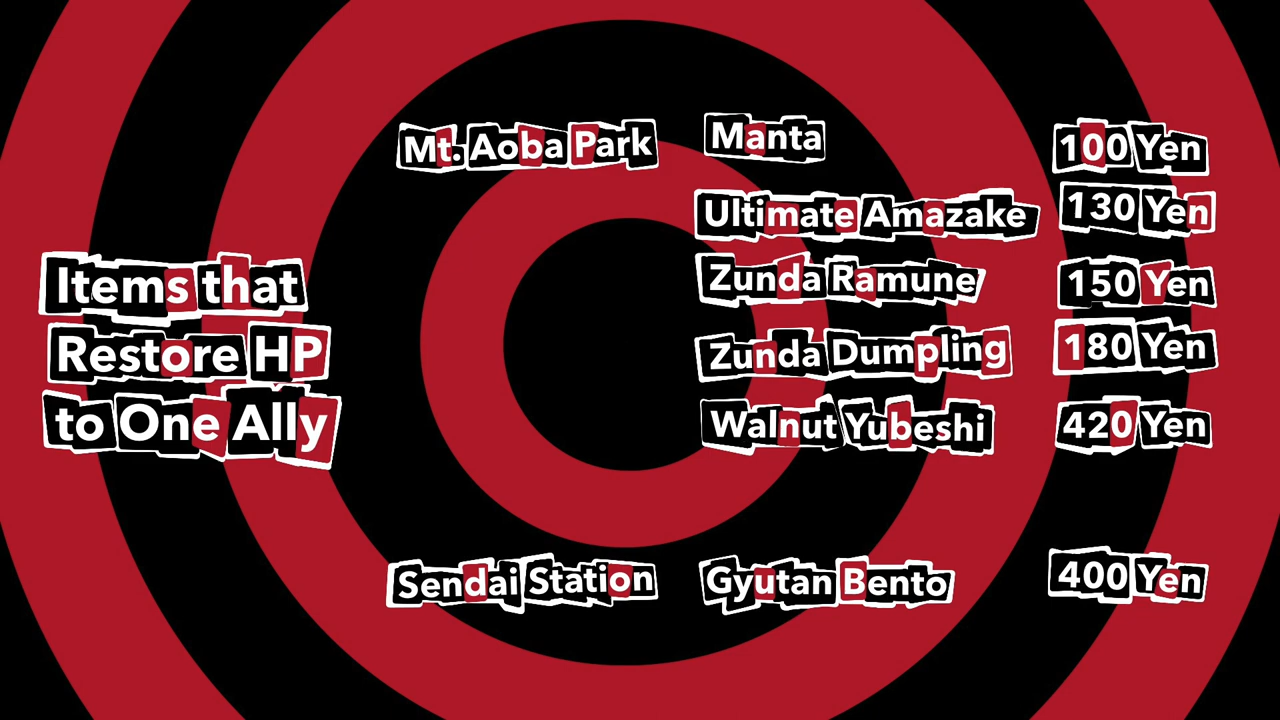 Items that
Restore HP
to One Ally
Mt. Aoba Park
Manta
100 Yen
Ultimate Amazake
130 Yen
Zunda Ramune
150 Yen
Zunda Dumpling
180 Yen
Walnut Yubeshi
420 Yen
Sendai Station
Gyutan Bento
400 Yen